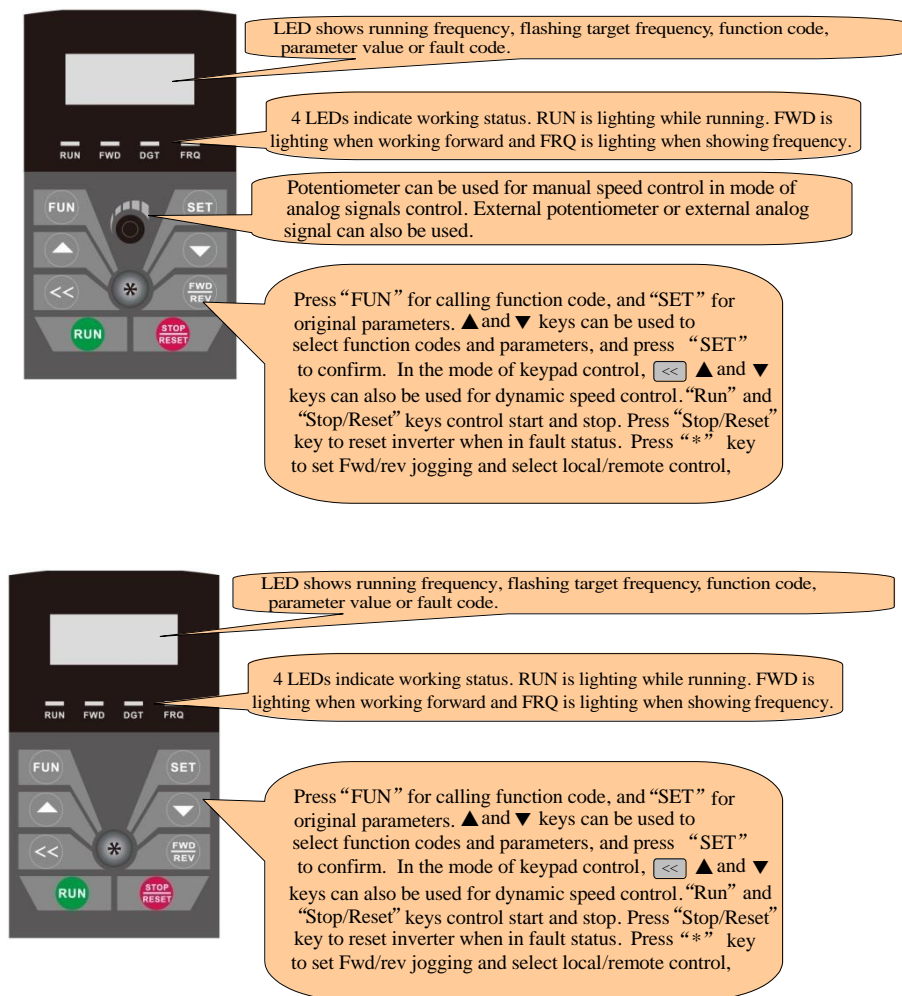 LED shows running frequency, flashing target frequency, function code,
parameter value or fault code.
4 LEDs indicate working status. RUN is lighting while running. FWD is
lighting when working forward and FRQ is lighting when showing frequency.
RUN FWD DGT FRQ
Potentiometer can be used for manual speed control in mode of
analog signals control. External potentiometer or external analog
signal can also be used.
FUN SET
▲ ▼
<< * FWD
REV
RUN STOP
RESET
Press “FUN” for calling function code, and “SET” for
original parameters. ▲ and ▼ keys can be used to
select function codes and parameters, and press “SET”
to confirm. In the mode of keypad control, << ▲ and ▼
keys can also be used for dynamic speed control. “Run” and
“Stop/Reset” keys control start and stop. Press “Stop/Reset”
key to reset inverter when in fault status. Press “*” key
to set Fwd/rev jogging and select local/remote control,
LED shows running frequency, flashing target frequency, function code,
parameter value or fault code.
4 LEDs indicate working status. RUN is lighting while running. FWD is
lighting when working forward and FRQ is lighting when showing frequency.
RUN FWD DGT FRQ
FUN SET
▲ ▼
<< * FWD
REV
RUN STOP
RESET
Press “FUN” for calling function code, and “SET” for
original parameters. ▲ and ▼ keys can be used to
select function codes and parameters, and press “SET”
to confirm. In the mode of keypad control, << ▲ and ▼
keys can also be used for dynamic speed control. “Run” and
“Stop/Reset” keys control start and stop. Press “Stop/Reset”
key to reset inverter when in fault status. Press “*” key
to set Fwd/rev jogging and select local/remote control,